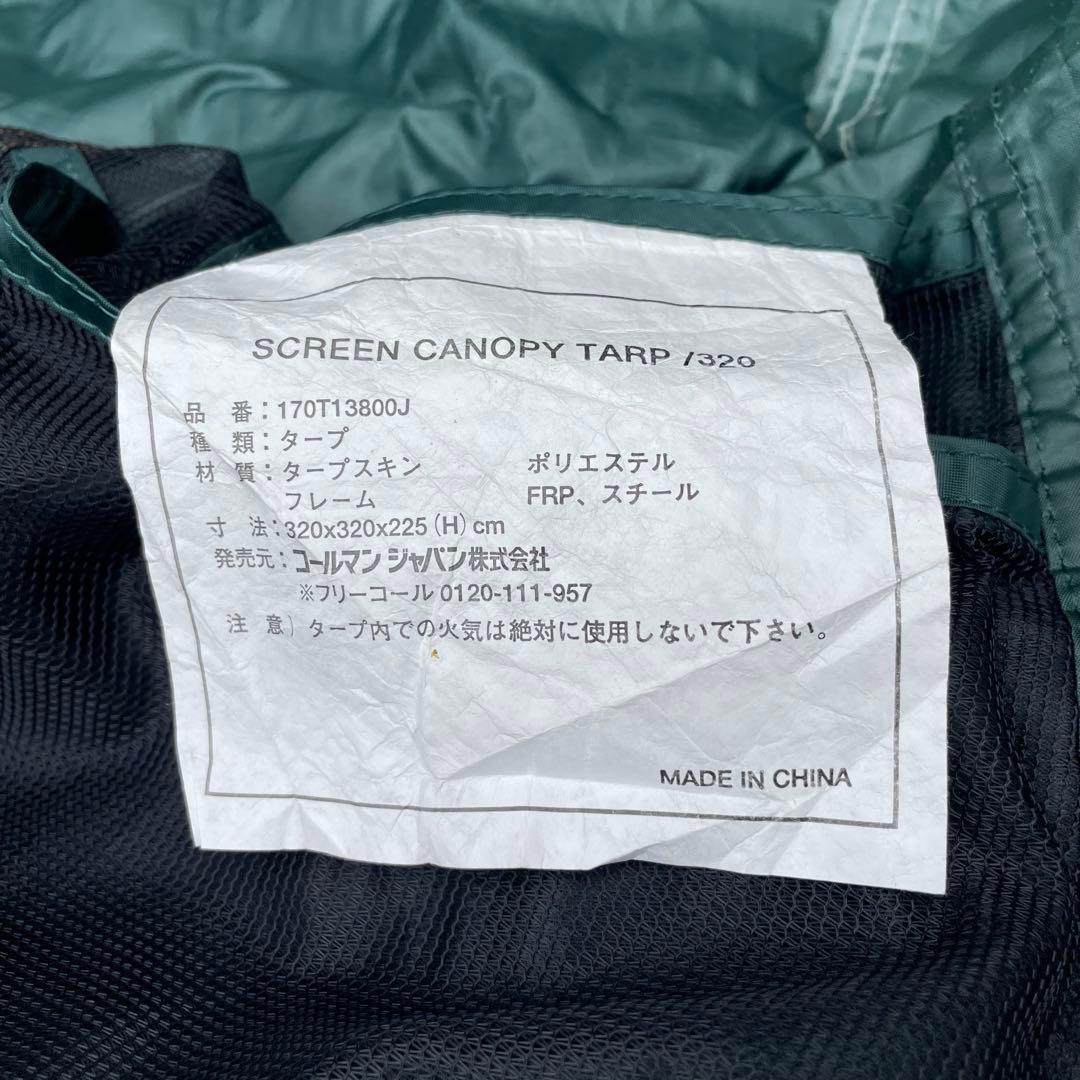 SCREEN CANOPY TARP /320
品 番：170T13800J
種 類：タープ
材 質：タープスキン ポリエステル
フレーム FRP、スチール
寸 法：320x320x225 (H) cm
発売元：コールマン ジャパン株式会社
※フリーコール 0120-111-957
注 意）タープ内での火気は絶対に使用しないで下さい。
MADE IN CHINA